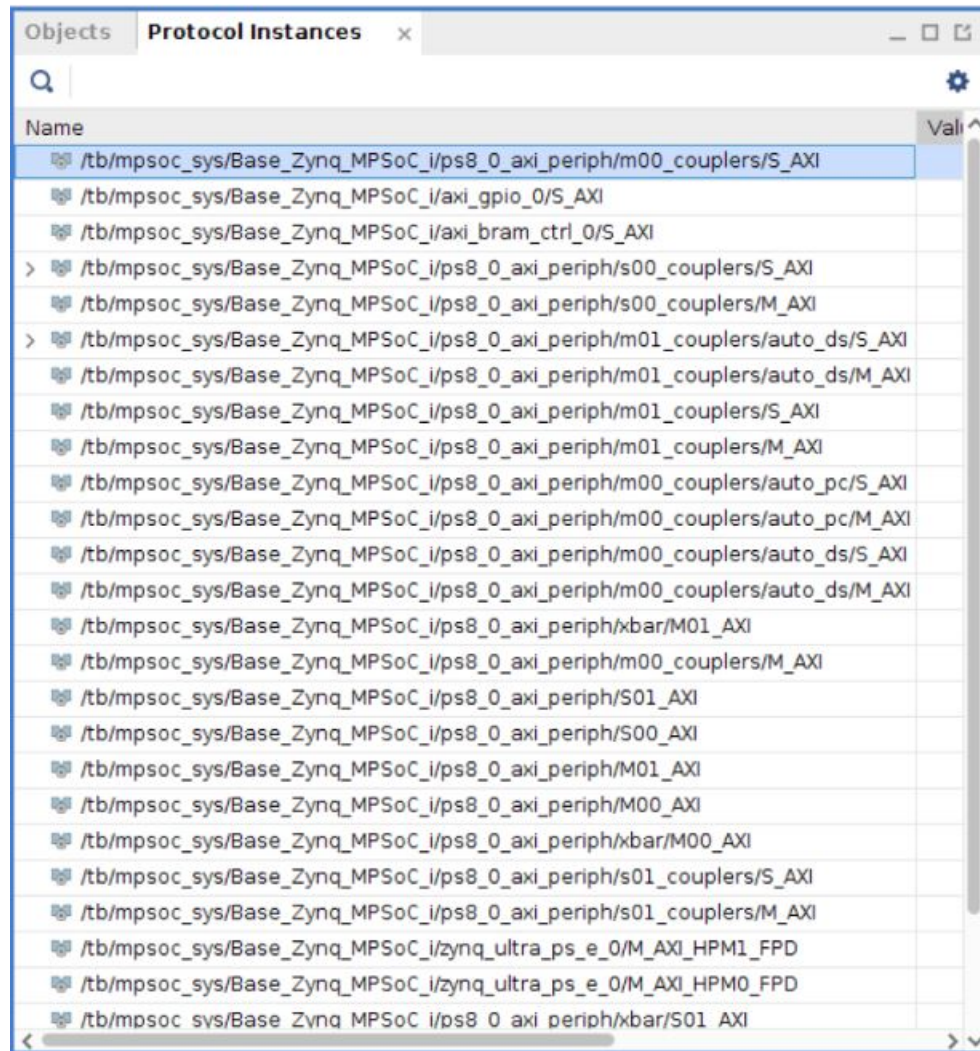 Objects Protocol Instances
Name Valu
/tb/mpsoc_sys/Base_Zynq_MPSoC_i/ps8_0_axi_periph/m00_couplers/S_AXI
/tb/mpsoc_sys/Base_Zynq_MPSoC_i/axi_gpio_0/S_AXI
/tb/mpsoc_sys/Base_Zynq_MPSoC_i/axi_bram_ctrl_0/S_AXI
/tb/mpsoc_sys/Base_Zynq_MPSoC_i/ps8_0_axi_periph/s00_couplers/S_AXI
/tb/mpsoc_sys/Base_Zynq_MPSoC_i/ps8_0_axi_periph/s00_couplers/M_AXI
/tb/mpsoc_sys/Base_Zynq_MPSoC_i/ps8_0_axi_periph/m01_couplers/auto_ds/S_AXI
/tb/mpsoc_sys/Base_Zynq_MPSoC_i/ps8_0_axi_periph/m01_couplers/auto_ds/M_AXI
/tb/mpsoc_sys/Base_Zynq_MPSoC_i/ps8_0_axi_periph/m01_couplers/S_AXI
/tb/mpsoc_sys/Base_Zynq_MPSoC_i/ps8_0_axi_periph/m01_couplers/M_AXI
/tb/mpsoc_sys/Base_Zynq_MPSoC_i/ps8_0_axi_periph/m00_couplers/auto_pc/S_AXI
/tb/mpsoc_sys/Base_Zynq_MPSoC_i/ps8_0_axi_periph/m00_couplers/auto_pc/M_AXI
/tb/mpsoc_sys/Base_Zynq_MPSoC_i/ps8_0_axi_periph/m00_couplers/auto_ds/S_AXI
/tb/mpsoc_sys/Base_Zynq_MPSoC_i/ps8_0_axi_periph/m00_couplers/auto_ds/M_AXI
/tb/mpsoc_sys/Base_Zynq_MPSoC_i/ps8_0_axi_periph/xbar/M01_AXI
/tb/mpsoc_sys/Base_Zynq_MPSoC_i/ps8_0_axi_periph/m00_couplers/M_AXI
/tb/mpsoc_sys/Base_Zynq_MPSoC_i/ps8_0_axi_periph/S01_AXI
/tb/mpsoc_sys/Base_Zynq_MPSoC_i/ps8_0_axi_periph/S00_AXI
/tb/mpsoc_sys/Base_Zynq_MPSoC_i/ps8_0_axi_periph/M01_AXI
/tb/mpsoc_sys/Base_Zynq_MPSoC_i/ps8_0_axi_periph/M00_AXI
/tb/mpsoc_sys/Base_Zynq_MPSoC_i/ps8_0_axi_periph/xbar/M00_AXI
/tb/mpsoc_sys/Base_Zynq_MPSoC_i/ps8_0_axi_periph/s01_couplers/S_AXI
/tb/mpsoc_sys/Base_Zynq_MPSoC_i/ps8_0_axi_periph/s01_couplers/M_AXI
/tb/mpsoc_sys/Base_Zynq_MPSoC_i/zynq_ultra_ps_e_0/M_AXI_HPM1_FPD
/tb/mpsoc_sys/Base_Zynq_MPSoC_i/zynq_ultra_ps_e_0/M_AXI_HPM0_FPD
/tb/mpsoc_sys/Base_Zynq_MPSoC_i/ps8_0_axi_periph/xbar/S01_AXI